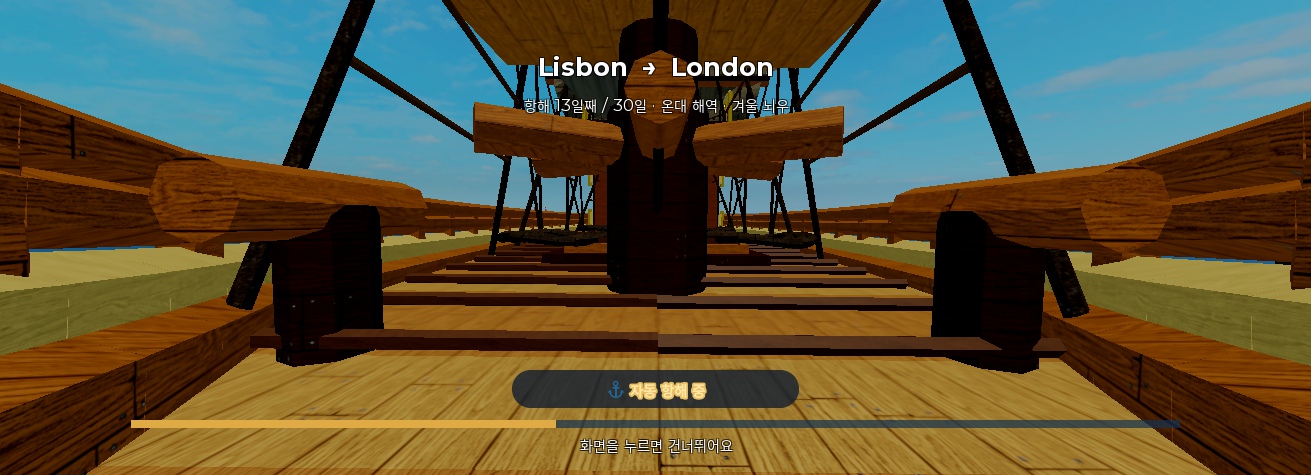 Lisbon → London
항해 13일째 / 30일 · 온대 해역 · 겨울 뇌우
⚓ 자동 항해 중
화면을 누르면 건너뛰어요